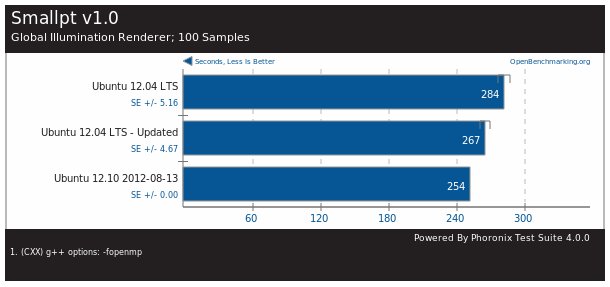 Smallpt v1.0
Global Illumination Renderer; 100 Samples
Seconds, Less Is Better
OpenBenchmarking.org
Ubuntu 12.04 LTS
SE +/- 5.16
284
Ubuntu 12.04 LTS - Updated
SE +/- 4.67
267
Ubuntu 12.10 2012-08-13
SE +/- 0.00
254
60 120 180 240 300
Powered By Phoronix Test Suite 4.0.0
1. (CXX) g++ options: -fopenmp